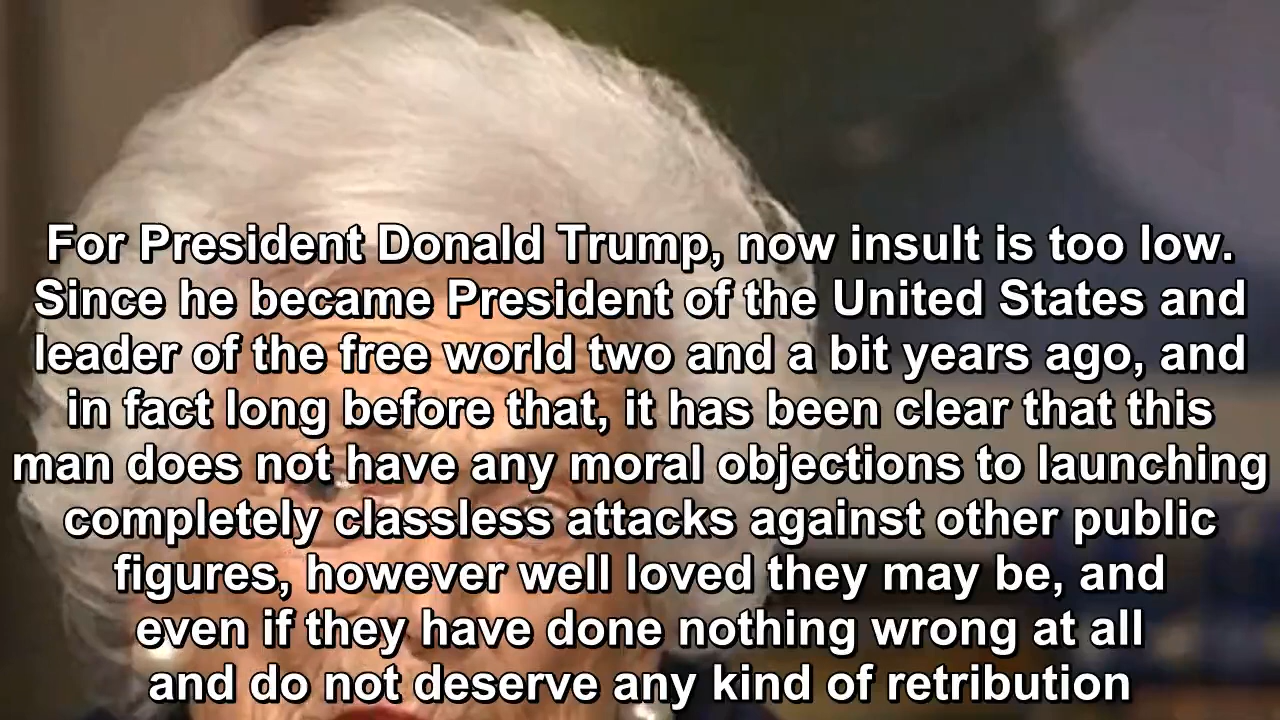 For President Donald Trump, now insult is too low.
Since he became President of the United States and
leader of the free world two and a bit years ago, and
in fact long before that, it has been clear that this
man does not have any moral objections to launching
completely classless attacks against other public
figures, however well loved they may be, and
even if they have done nothing wrong at all
and do not deserve any kind of retribution